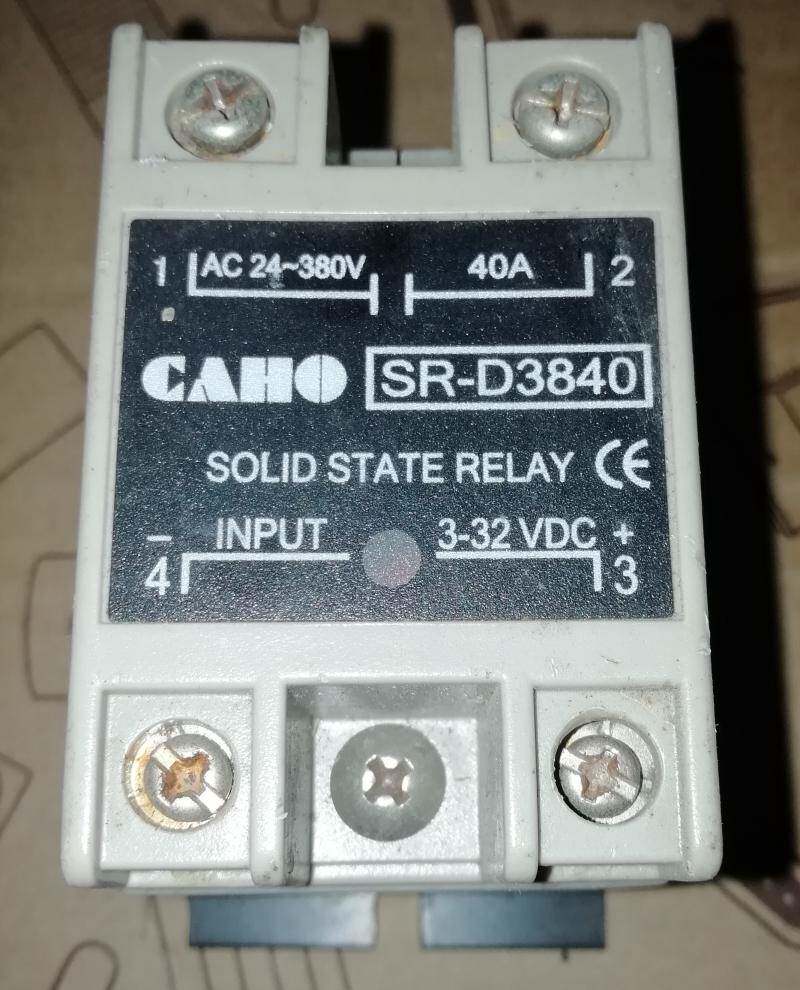 1 AC 24~380V 40A 2
CAHO SR-D3840
SOLID STATE RELAY CE
− INPUT 3-32 VDC +
4 3